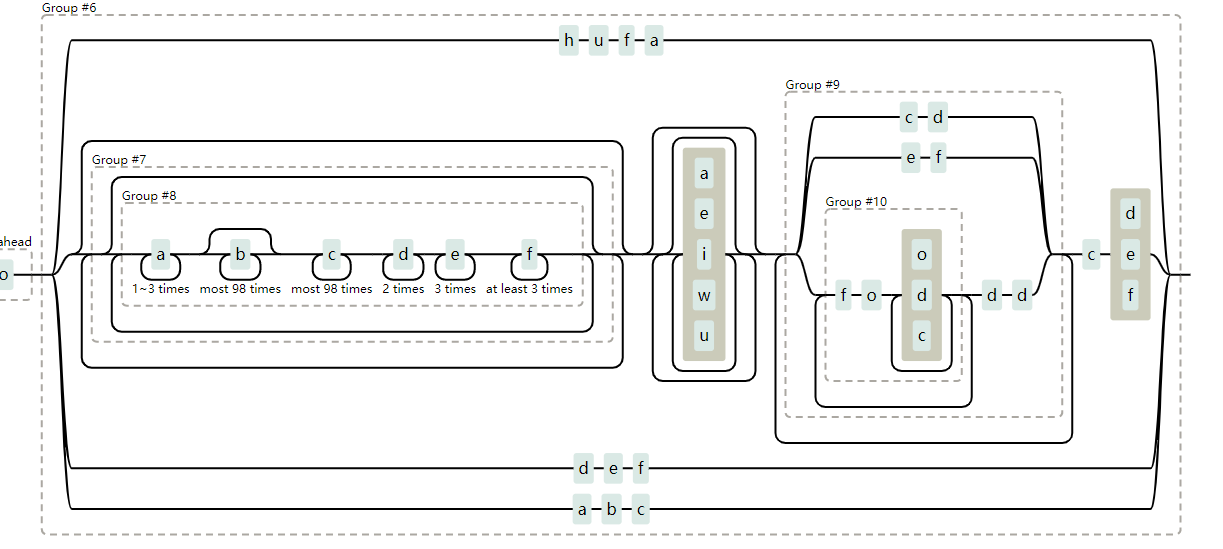 Group #6
h u f a
Group #9
c d
e f
Group #7
Group #8
Group #10
ahead
o
a b c d e f
1~3 times most 98 times most 98 times 2 times 3 times at least 3 times
a
e
i
w
u
f o
o
d
c
d d
c
d
e
f
d e f
a b c